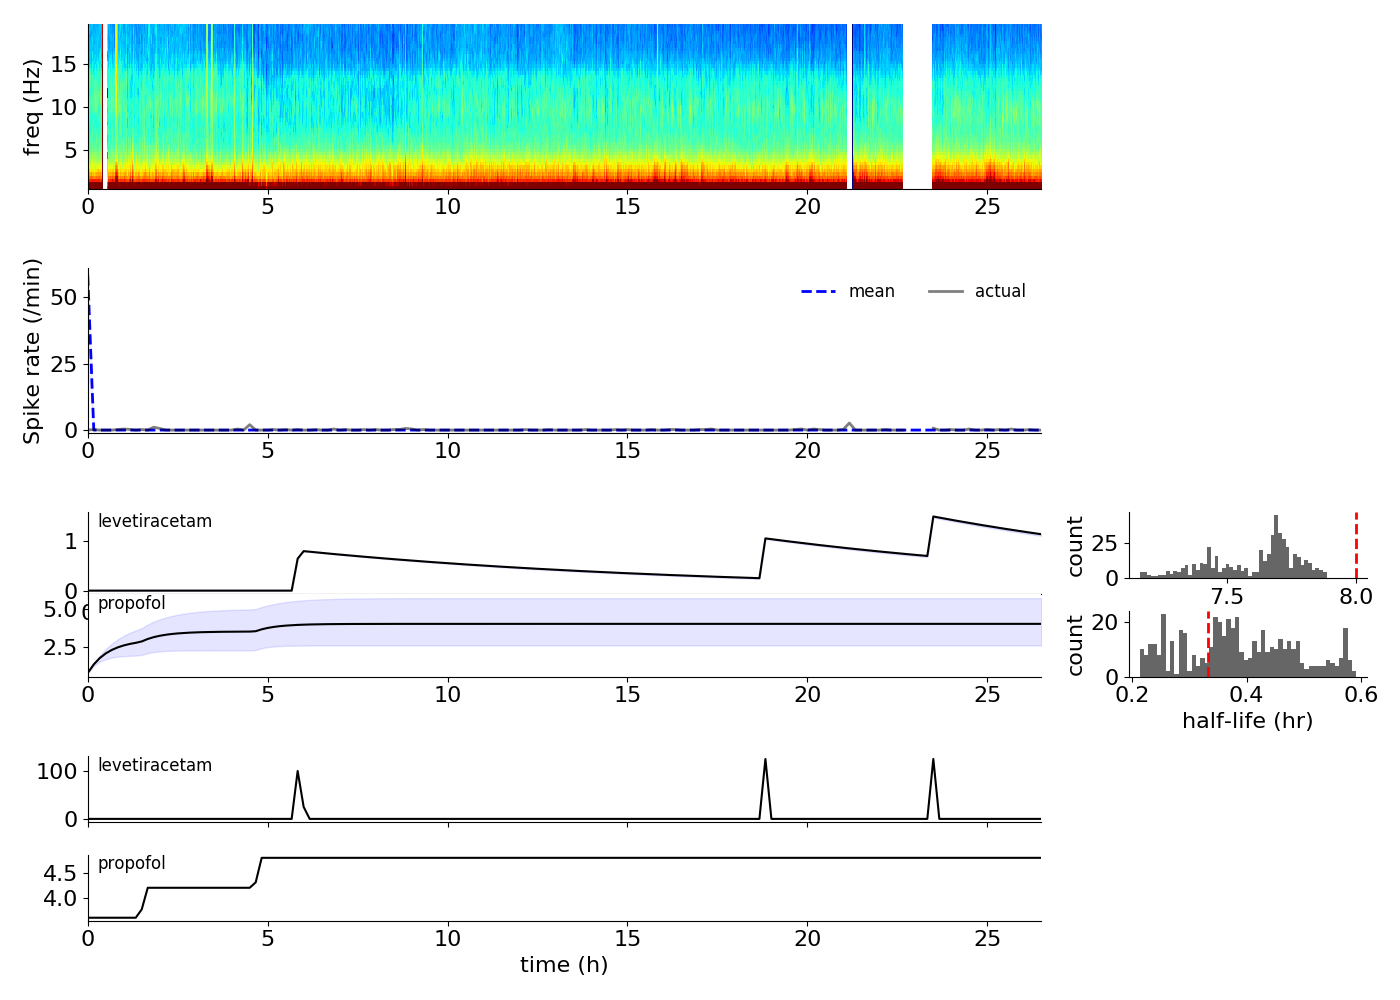 freq (Hz)
15
10
5
0 5 10 15 20 25
Spike rate (/min)
50
25
0
mean actual
0 5 10 15 20 25
levetiracetam
1
0
count
25
0
7.5 8.0
propofol
5.0
2.5
0 5 10 15 20 25
count
20
0
0.2 0.4 0.6
half-life (hr)
levetiracetam
100
0
propofol
4.5
4.0
0 5 10 15 20 25
time (h)